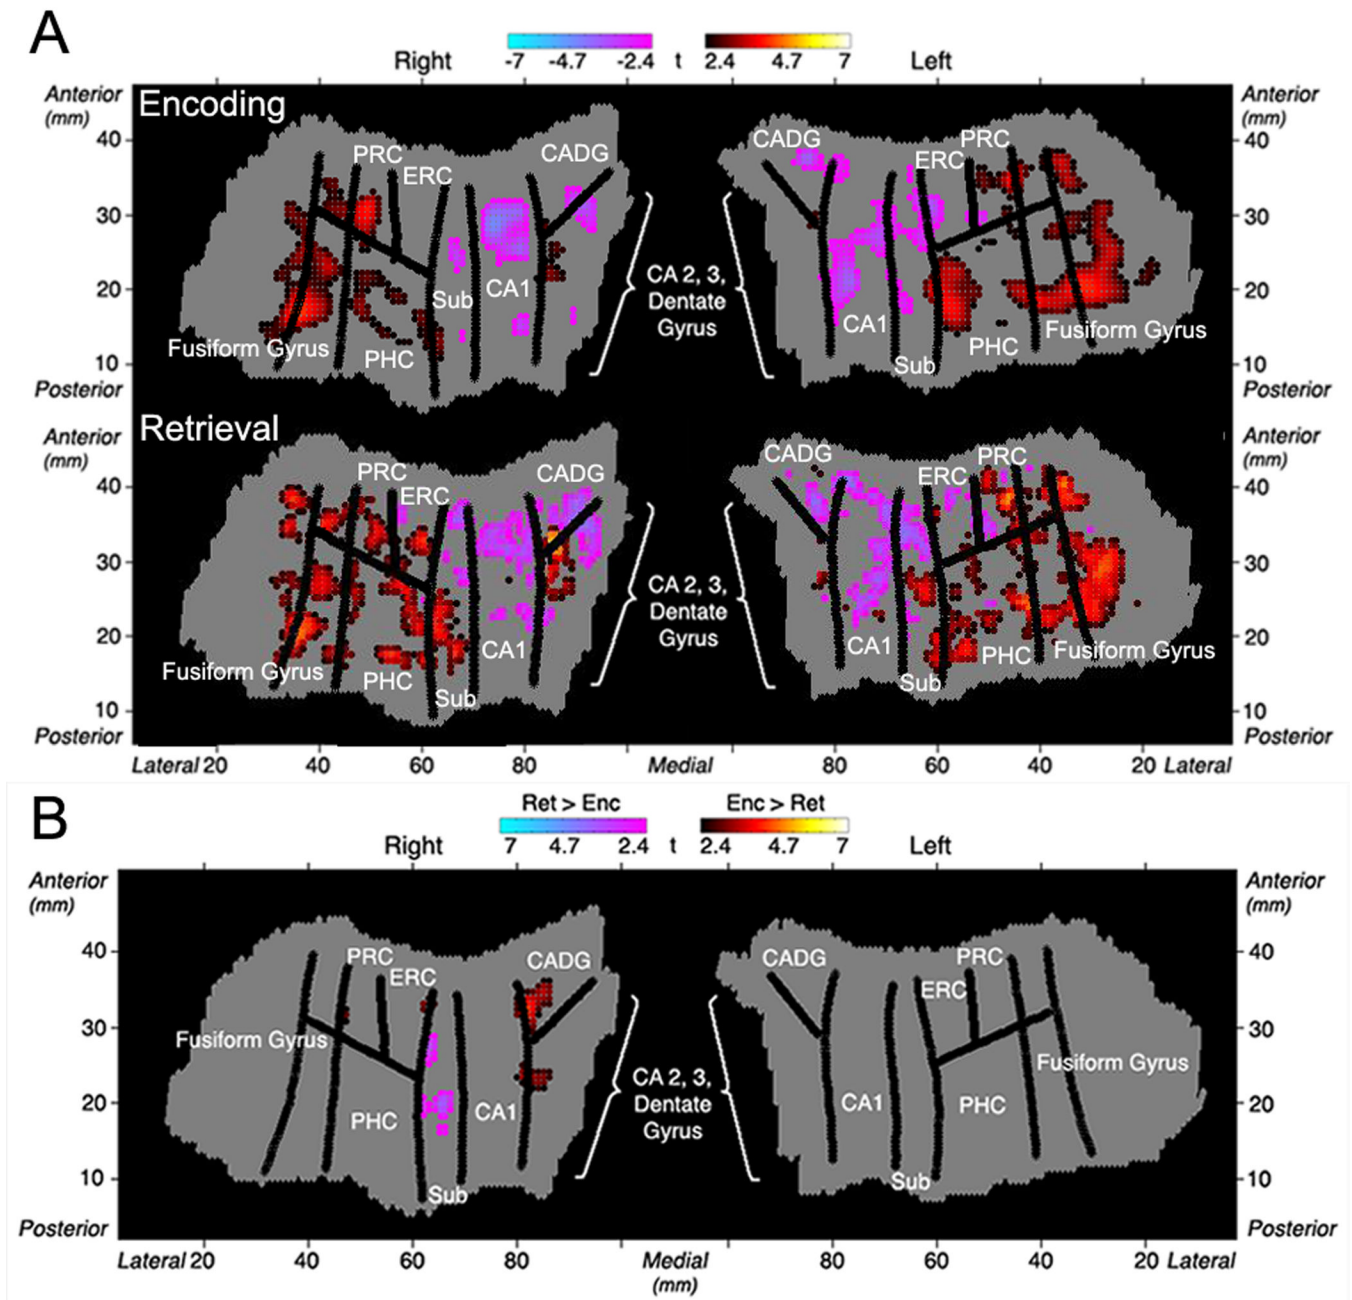 A
Right -7 -4.7 -2.4 t 2.4 4.7 7 Left
Anterior
(mm)
Encoding
Anterior
(mm)
40 PRC ERC CADG CADG ERC PRC 40
30 30
CA 2, 3,
Dentate
Gyrus
20 Sub CA1 20
CA1 Fusiform Gyrus
Fusiform Gyrus PHC Sub PHC
10 10
Posterior Posterior
Retrieval
Anterior
(mm)
Anterior
(mm)
40 PRC ERC CADG CADG ERC PRC 40
30 30
CA 2, 3,
Dentate
Gyrus
20 CA1 CA1 PHC Fusiform Gyrus 20
Fusiform Gyrus PHC Sub Sub
10 10
Posterior Posterior
Lateral 20 40 60 80 Medial 80 60 40 20 Lateral
B
Ret > Enc Enc > Ret
Right 7 4.7 2.4 t 2.4 4.7 7 Left
Anterior
(mm)
Anterior
(mm)
40 PRC ERC CADG CADG ERC PRC 40
30 30
Fusiform Gyrus Fusiform Gyrus
CA 2, 3,
Dentate
Gyrus
20 PHC CA1 CA1 PHC 20
10 Sub Sub 10
Posterior Posterior
Lateral 20 40 60 80 Medial 80 60 40 20 Lateral
(mm)